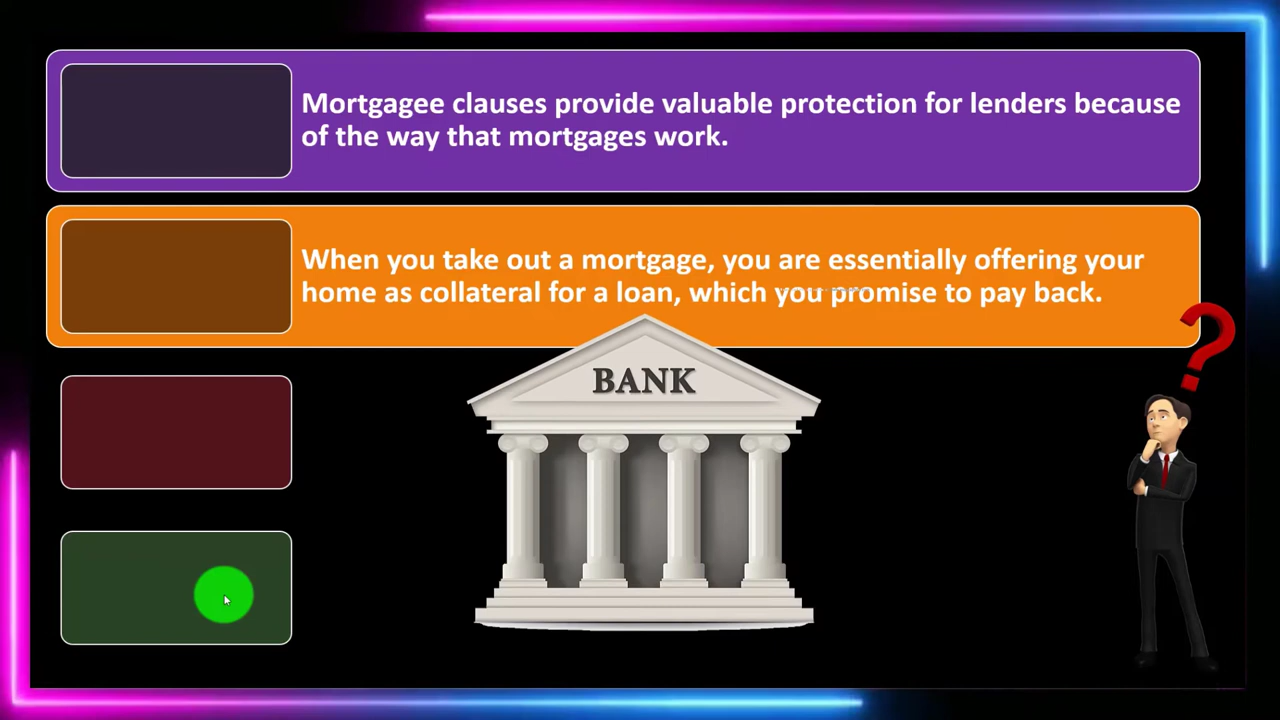 Mortgagee clauses provide valuable protection for lenders because
of the way that mortgages work.
When you take out a mortgage, you are essentially offering your
home as collateral for a loan, which you promise to pay back.
BANK
?